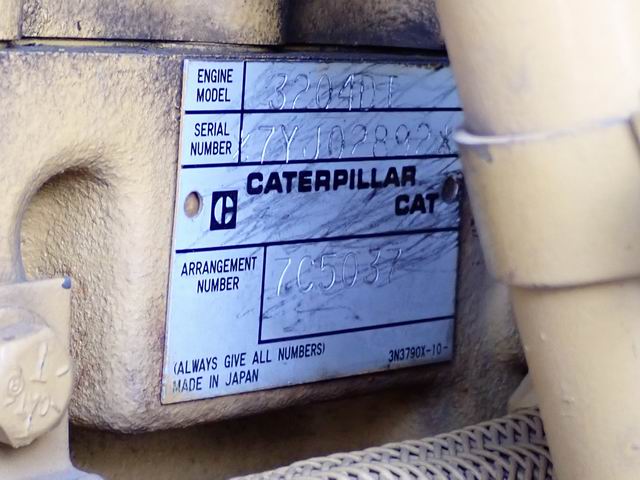 ENGINE MODEL 3204DT
SERIAL NUMBER *7YJ02892*
CATERPILLAR
CAT
ARRANGEMENT NUMBER 7C5037
(ALWAYS GIVE ALL NUMBERS)
3N3790X-10-
MADE IN JAPAN